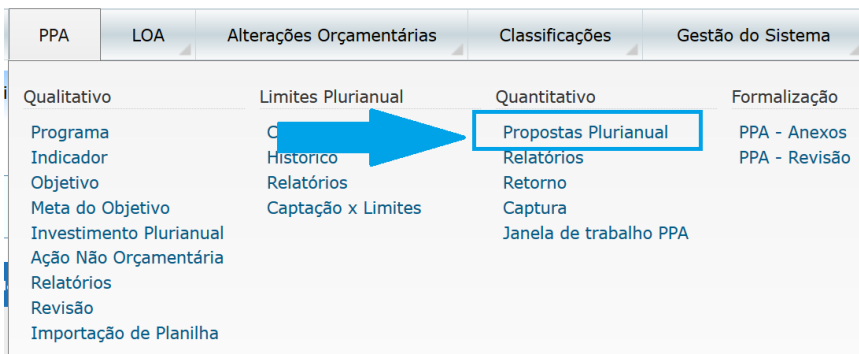 PPA
LOA
Alterações Orçamentárias
Classificações
Gestão do Sistema
Qualitativo
Programa
Indicador
Objetivo
Meta do Objetivo
Investimento Plurianual
Ação Não Orçamentária
Relatórios
Revisão
Importação de Planilha
Limites Plurianual
Histórico
Relatórios
Captação x Limites
Quantitativo
Propostas Plurianual
Relatórios
Retorno
Captura
Janela de trabalho PPA
Formalização
PPA - Anexos
PPA - Revisão